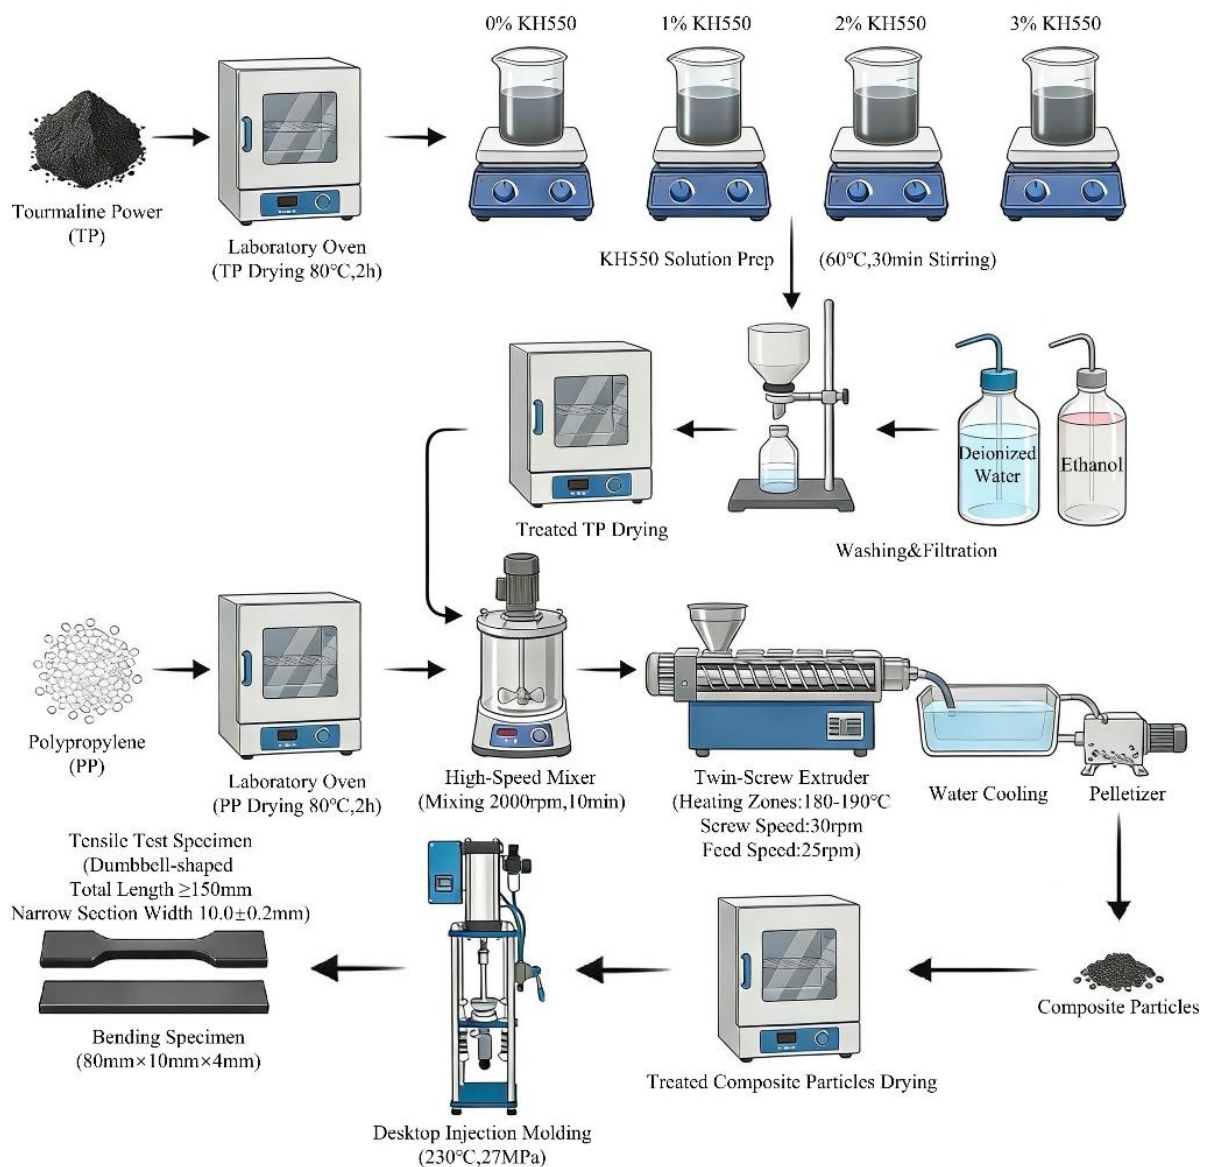 0% KH550
1% KH550
2% KH550
3% KH550
Tourmaline Power
(TP)
Laboratory Oven
(TP Drying 80℃,2h)
KH550 Solution Prep
(60℃,30min Stirring)
Deionized
Water
Ethanol
Treated TP Drying
Washing&Filtration
Polypropylene
(PP)
Laboratory Oven
(PP Drying 80℃,2h)
High-Speed Mixer
(Mixing 2000rpm,10min)
Twin-Screw Extruder
(Heating Zones:180-190℃
Screw Speed:30rpm
Feed Speed:25rpm)
Water Cooling
Pelletizer
Tensile Test Specimen
(Dumbbell-shaped
Total Length ≥150mm
Narrow Section Width 10.0±0.2mm)
Bending Specimen
(80mm×10mm×4mm)
Composite Particles
Treated Composite Particles Drying
Desktop Injection Molding
(230℃,27MPa)